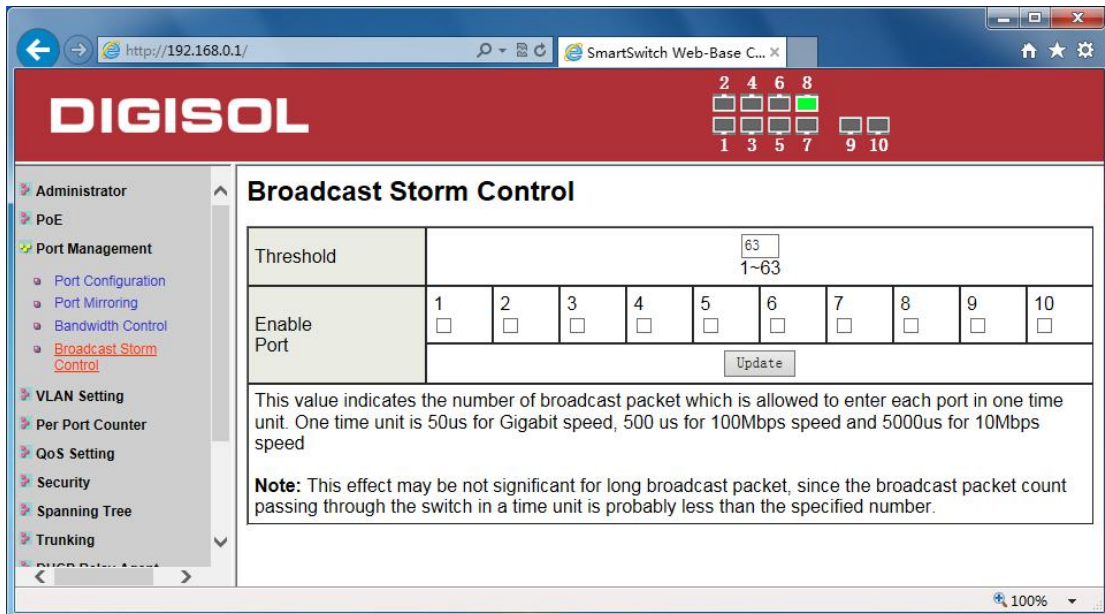 http://192.168.0.1/
SmartSwitch Web-Base C...
DIGISOL
2 4 6 8
1 3 5 7 9 10
Administrator
PoE
Port Management
Port Configuration
Port Mirroring
Bandwidth Control
Broadcast Storm
Control
VLAN Setting
Per Port Counter
QoS Setting
Security
Spanning Tree
Trunking
Broadcast Storm Control
Threshold
63
1~63
Enable
Port
1 2 3 4 5 6 7 8 9 10
Update
This value indicates the number of broadcast packet which is allowed to enter each port in one time
unit. One time unit is 50us for Gigabit speed, 500 us for 100Mbps speed and 5000us for 10Mbps
speed
Note: This effect may be not significant for long broadcast packet, since the broadcast packet count
passing through the switch in a time unit is probably less than the specified number.
100%